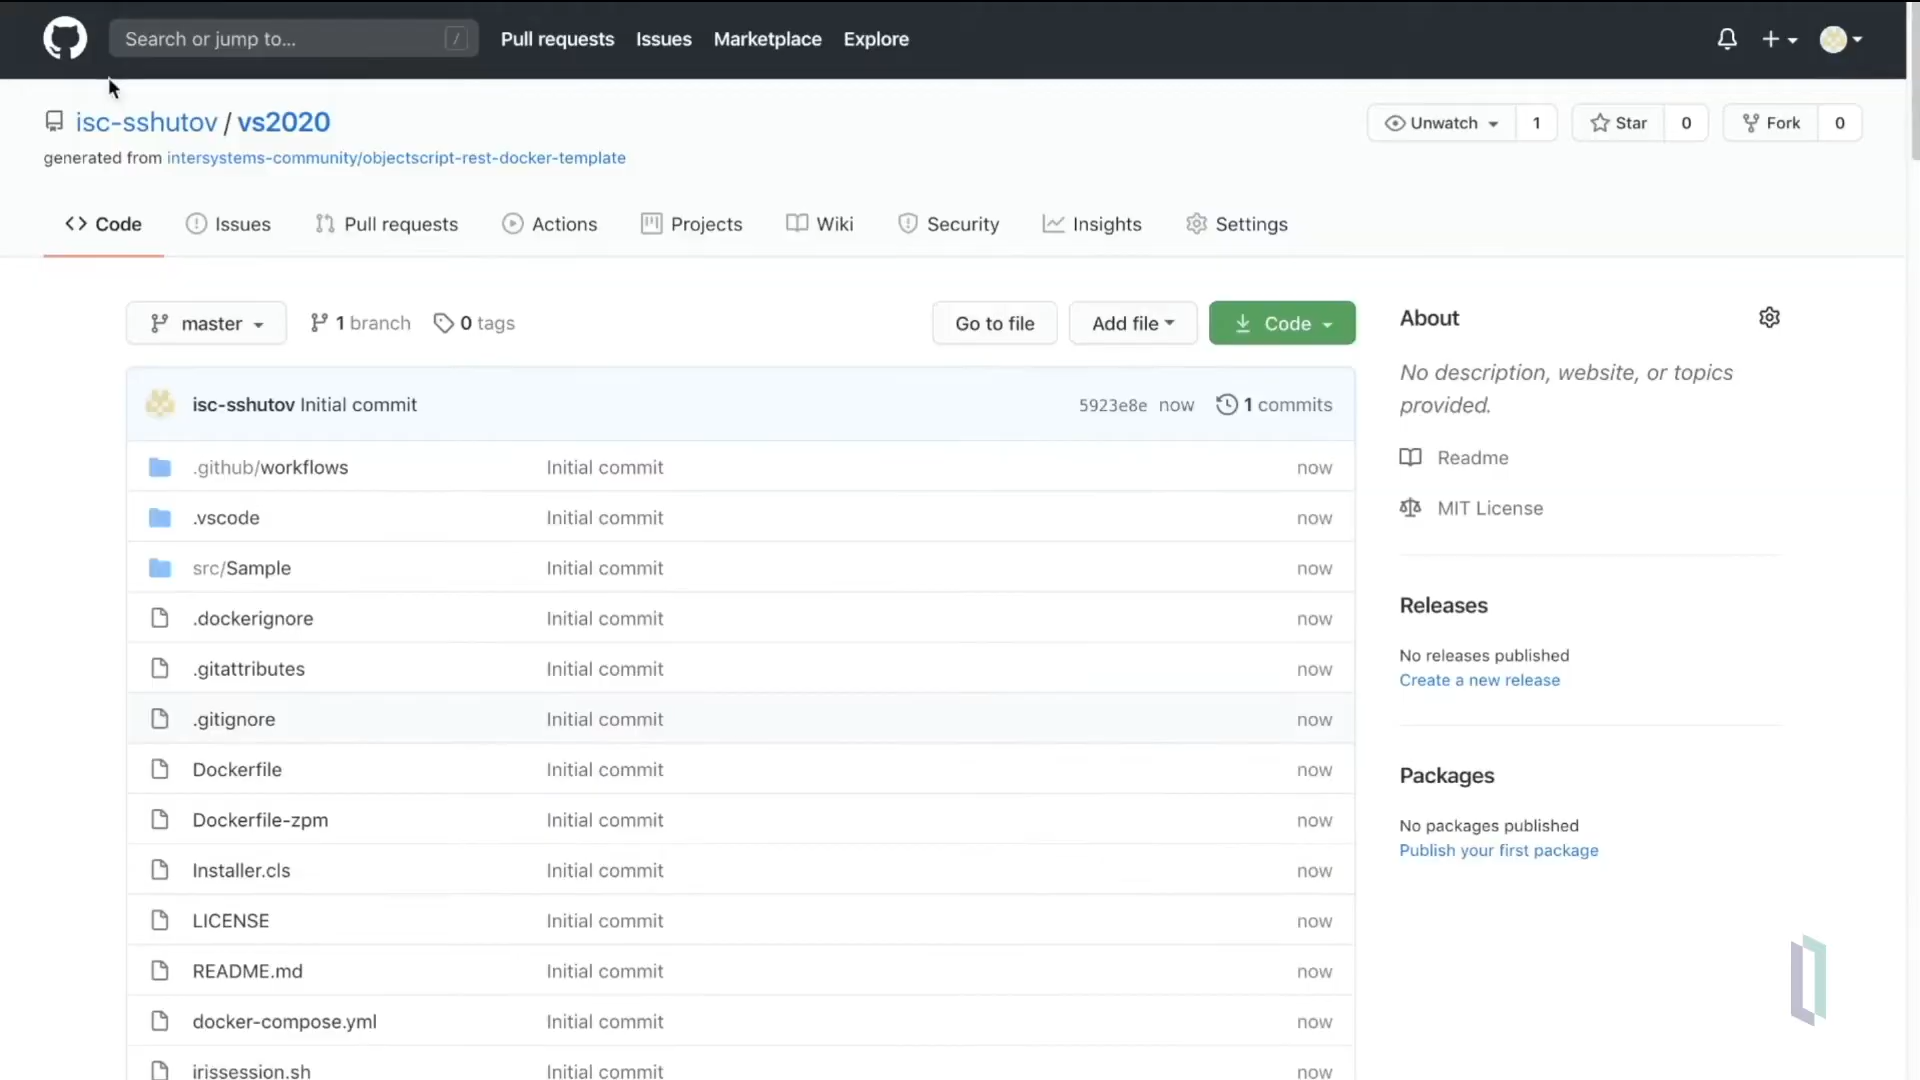 Search or jump to... /
Pull requests Issues Marketplace Explore
isc-sshutov / vs2020
generated from intersystems-community/objectscript-rest-docker-template
Unwatch 1 Star 0 Fork 0
Code Issues Pull requests Actions Projects Wiki Security Insights Settings
master 1 branch 0 tags Go to file Add file Code
isc-sshutov Initial commit 5923e8e now 1 commits
.github/workflows Initial commit now
.vscode Initial commit now
src/Sample Initial commit now
.dockerignore Initial commit now
.gitattributes Initial commit now
.gitignore Initial commit now
Dockerfile Initial commit now
Dockerfile-zpm Initial commit now
Installer.cls Initial commit now
LICENSE Initial commit now
README.md Initial commit now
docker-compose.yml Initial commit now
irissession.sh Initial commit now
About
No description, website, or topics
provided.
Readme
MIT License
Releases
No releases published
Create a new release
Packages
No packages published
Publish your first package